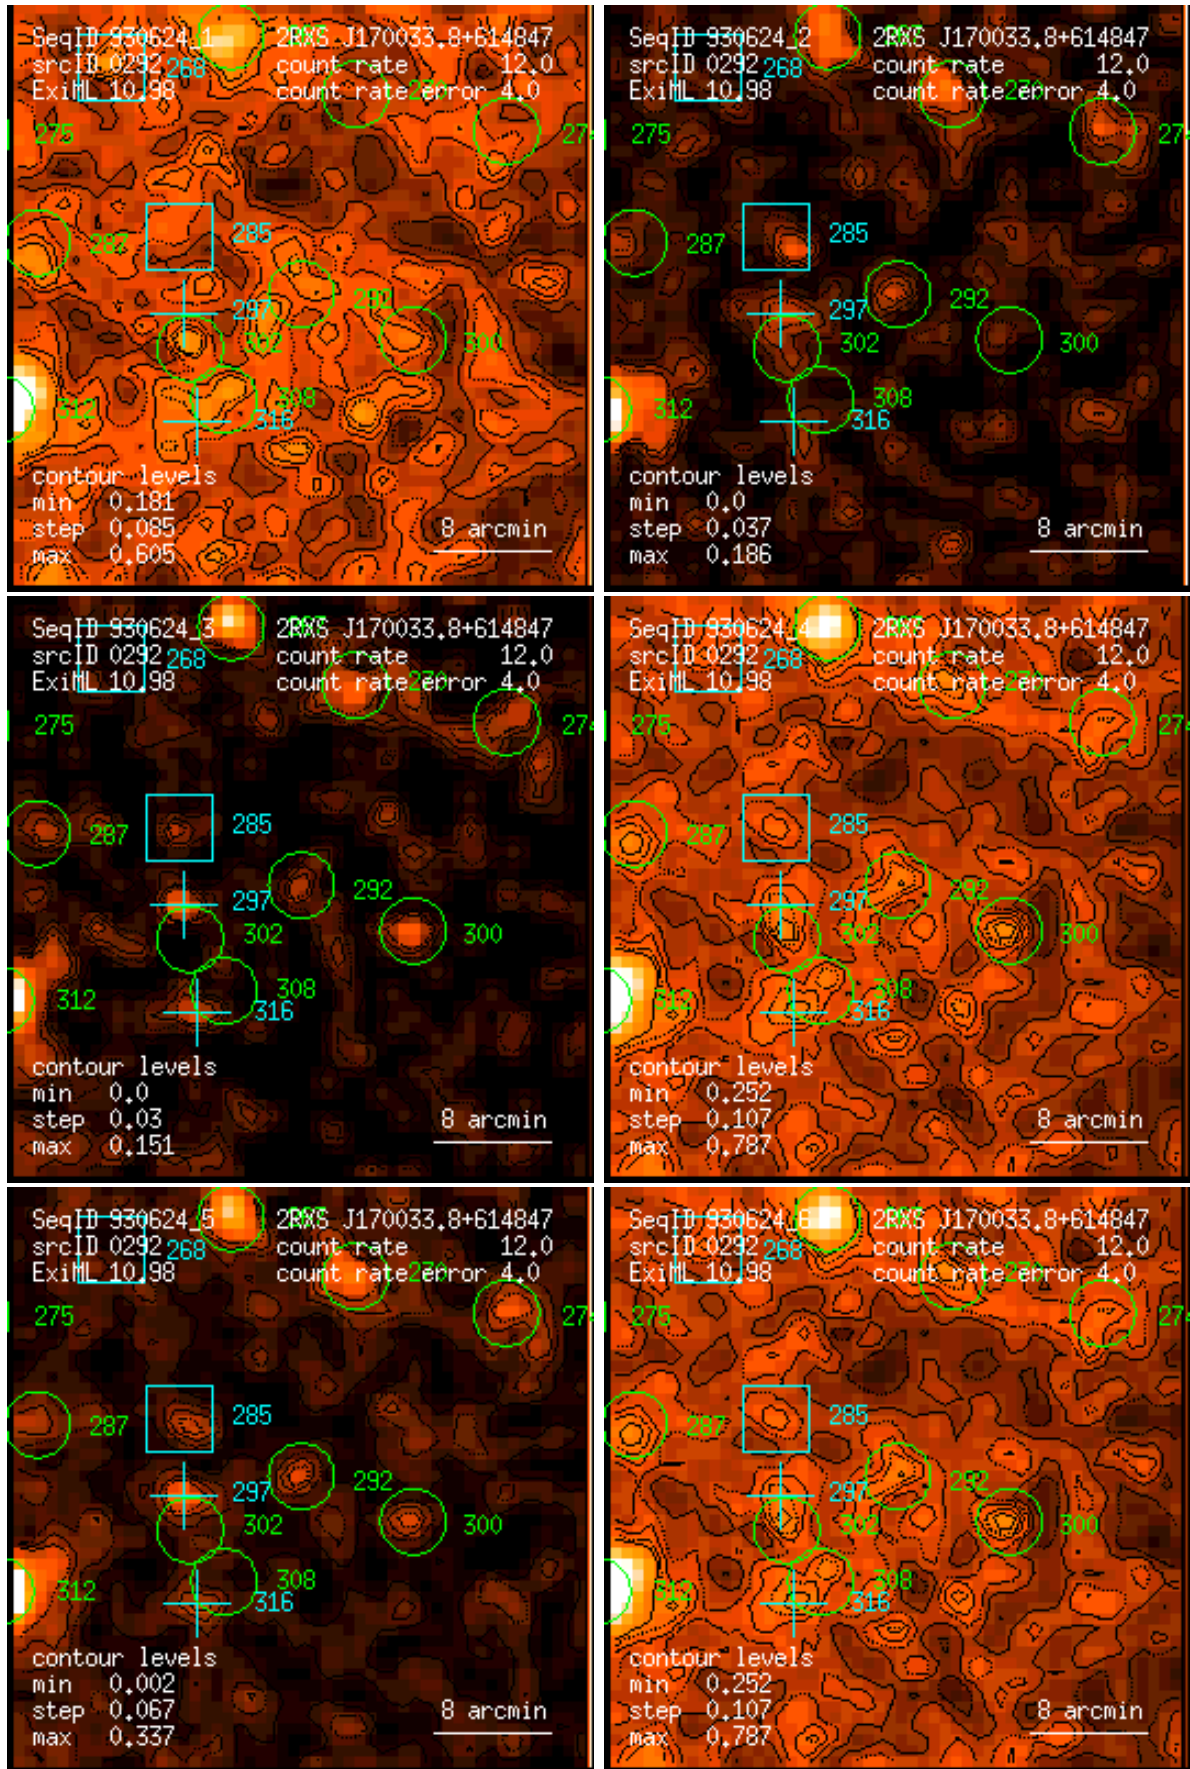 SeqID 930624_1 2RXS J170033.8+614847
srcID 0292 268 count rate 12.0
ExiML 10.98 count rate error 4.0
275 274
285
287
297 292
302 300
312 308
316
contour levels
min 0.181
step 0.085 8 arcmin
max 0.605
SeqID 930624_2 2RXS J170033.8+614847
srcID 0292 268 count rate 12.0
ExiML 10.98 count rate error 4.0
275 274
285
287
297 292
302 300
312 308
316
contour levels
min 0.0
step 0.037 8 arcmin
max 0.186
SeqID 930624_3 2RXS J170033.8+614847
srcID 0292 268 count rate 12.0
ExiML 10.98 count rate error 4.0
275 274
287 285
297 292
302 300
312 308
316
contour levels
min 0.0
step 0.03 8 arcmin
max 0.151
SeqID 930624_4 2RXS J170033.8+614847
srcID 0292 268 count rate 12.0
ExiML 10.98 count rate error 4.0
275 274
287 285
297 292
302 300
312 308
316
contour levels
min 0.252
step 0.107 8 arcmin
max 0.787
SeqID 930624_5 2RXS J170033.8+614847
srcID 0292 268 count rate 12.0
ExiML 10.98 count rate error 4.0
275 274
287 285
297 292
302 300
312 308
316
contour levels
min 0.002
step 0.067 8 arcmin
max 0.337
SeqID 930624_6 2RXS J170033.8+614847
srcID 0292 268 count rate 12.0
ExiML 10.98 count rate error 4.0
275 274
287 285
297 292
302 300
312 308
316
contour levels
min 0.252
step 0.107 8 arcmin
max 0.787